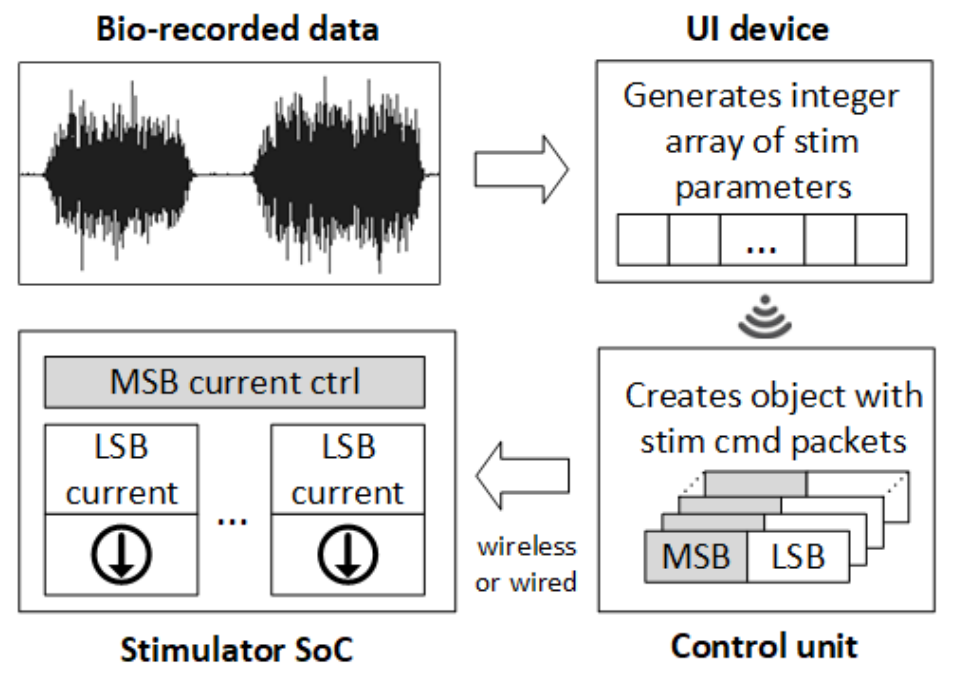 Bio-recorded data
UI device
Generates integer
array of stim
parameters
...
MSB current ctrl
LSB
current
...
LSB
current
wireless
or wired
Creates object with
stim cmd packets
MSB
LSB
Stimulator SoC
Control unit